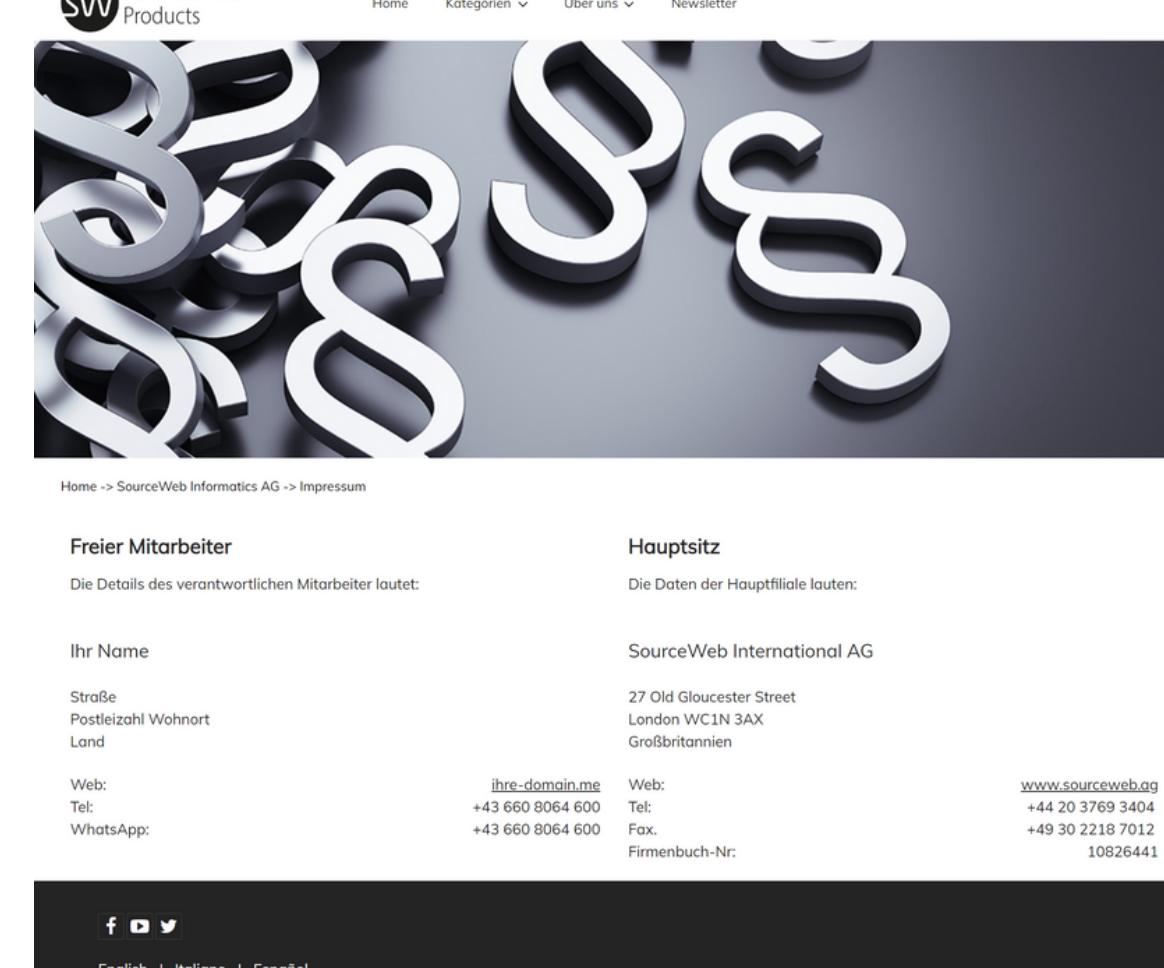 SW Products
Home Kategorien Über uns Newsletter
Home -> SourceWeb Informatics AG -> Impressum
Freier Mitarbeiter
Die Details des verantwortlichen Mitarbeiter lautet:
Ihr Name
Straße
Postleizahl Wohnort
Land
Web: ihre-domain.me
Tel: +43 660 8064 600
WhatsApp: +43 660 8064 600
Hauptsitz
Die Daten der Hauptfiliale lauten:
SourceWeb International AG
27 Old Gloucester Street
London WC1N 3AX
Großbritannien
Web: www.sourceweb.ag
Tel: +44 20 3769 3404
Fax. +49 30 2218 7012
Firmenbuch-Nr: 10826441
English | Italiano | Español